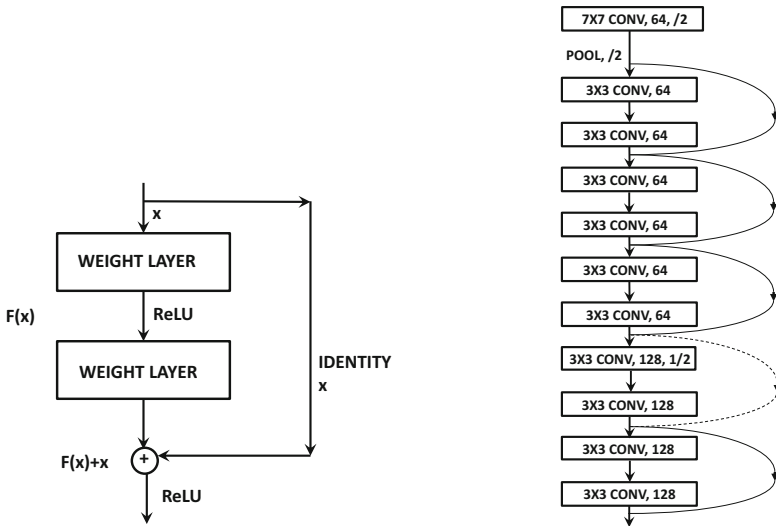 x
WEIGHT LAYER
F(x)
ReLU
WEIGHT LAYER
IDENTITY
x
F(x)+x
+
ReLU
7X7 CONV, 64, /2
POOL, /2
3X3 CONV, 64
3X3 CONV, 64
3X3 CONV, 64
3X3 CONV, 64
3X3 CONV, 64
3X3 CONV, 64
3X3 CONV, 128, 1/2
3X3 CONV, 128
3X3 CONV, 128
3X3 CONV, 128